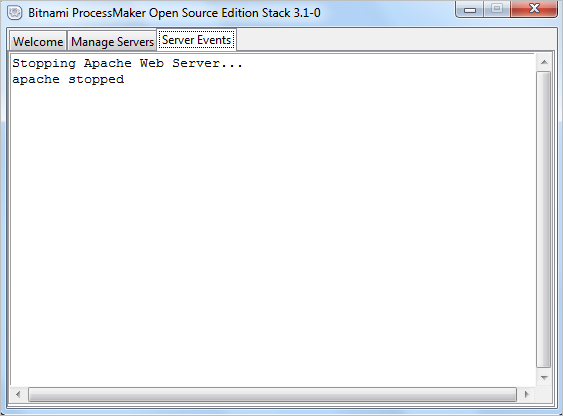 Bitnami ProcessMaker Open Source Edition Stack 3.1-0
Welcome Manage Servers Server Events
Stopping Apache Web Server...
apache stopped